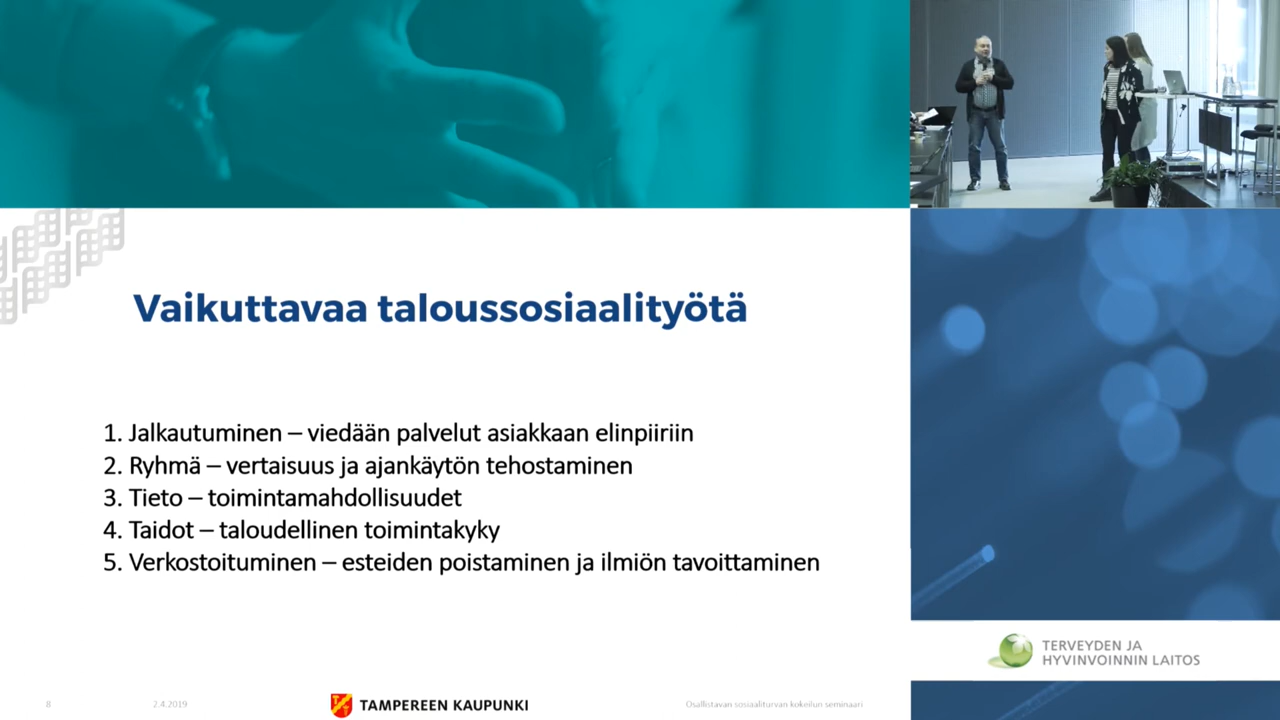 Vaikuttavaa taloussosiaalityötä
1. Jalkautuminen – viedään palvelut asiakkaan elinpiiriin
2. Ryhmä – vertaisuus ja ajankäytön tehostaminen
3. Tieto – toimintamahdollisuudet
4. Taidot – taloudellinen toimintakyky
5. Verkostoituminen – esteiden poistaminen ja ilmiön tavoittaminen
TERVEYDEN JA
HYVINVOINNIN LAITOS
8
2.4.2019
TAMPEREEN KAUPUNKI
Osallistavan sosiaaliturvan kokeilun seminaari